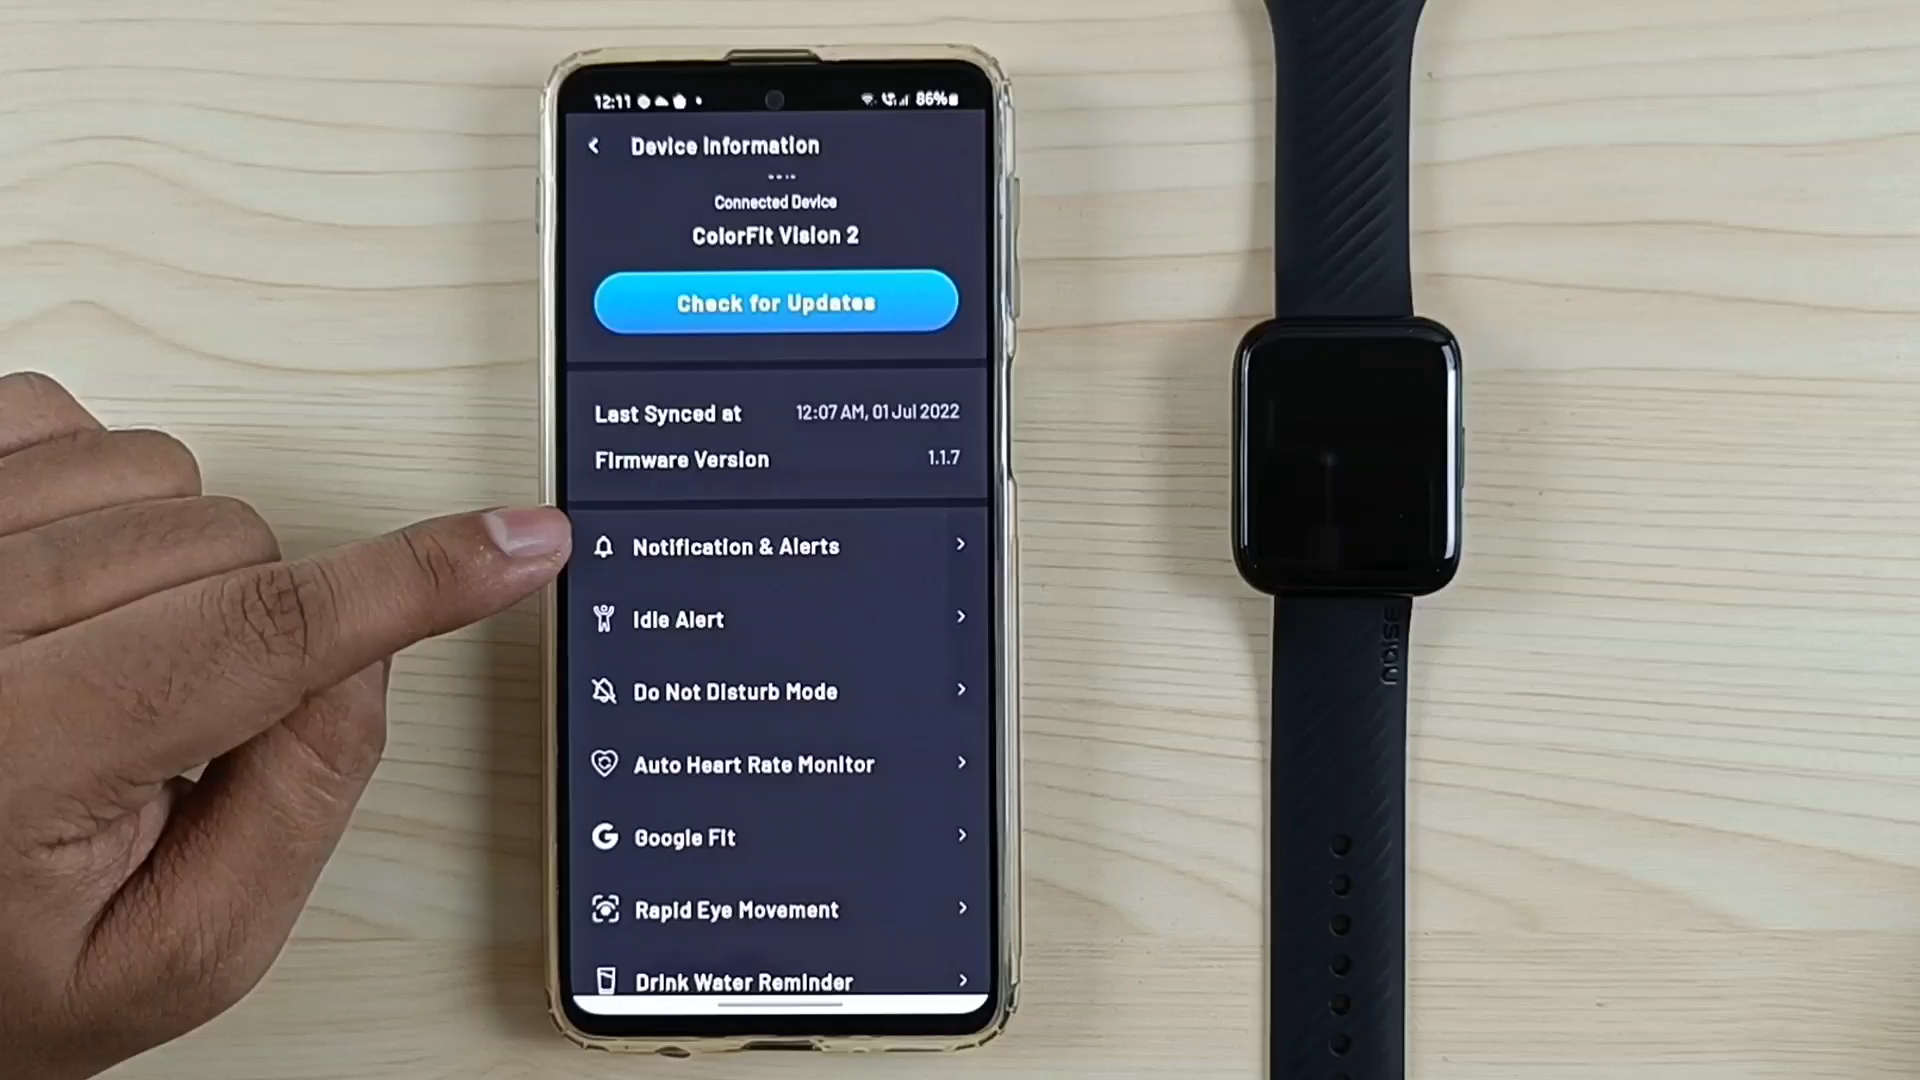 12:11 86%
Device Information
Connected Device
ColorFit Vision 2
Check for Updates
Last Synced at 12:07 AM, 01 Jul 2022
Firmware Version 1.1.7
Notification & Alerts
Idle Alert
Do Not Disturb Mode
Auto Heart Rate Monitor
Google Fit
Rapid Eye Movement
Drink Water Reminder
NOISE